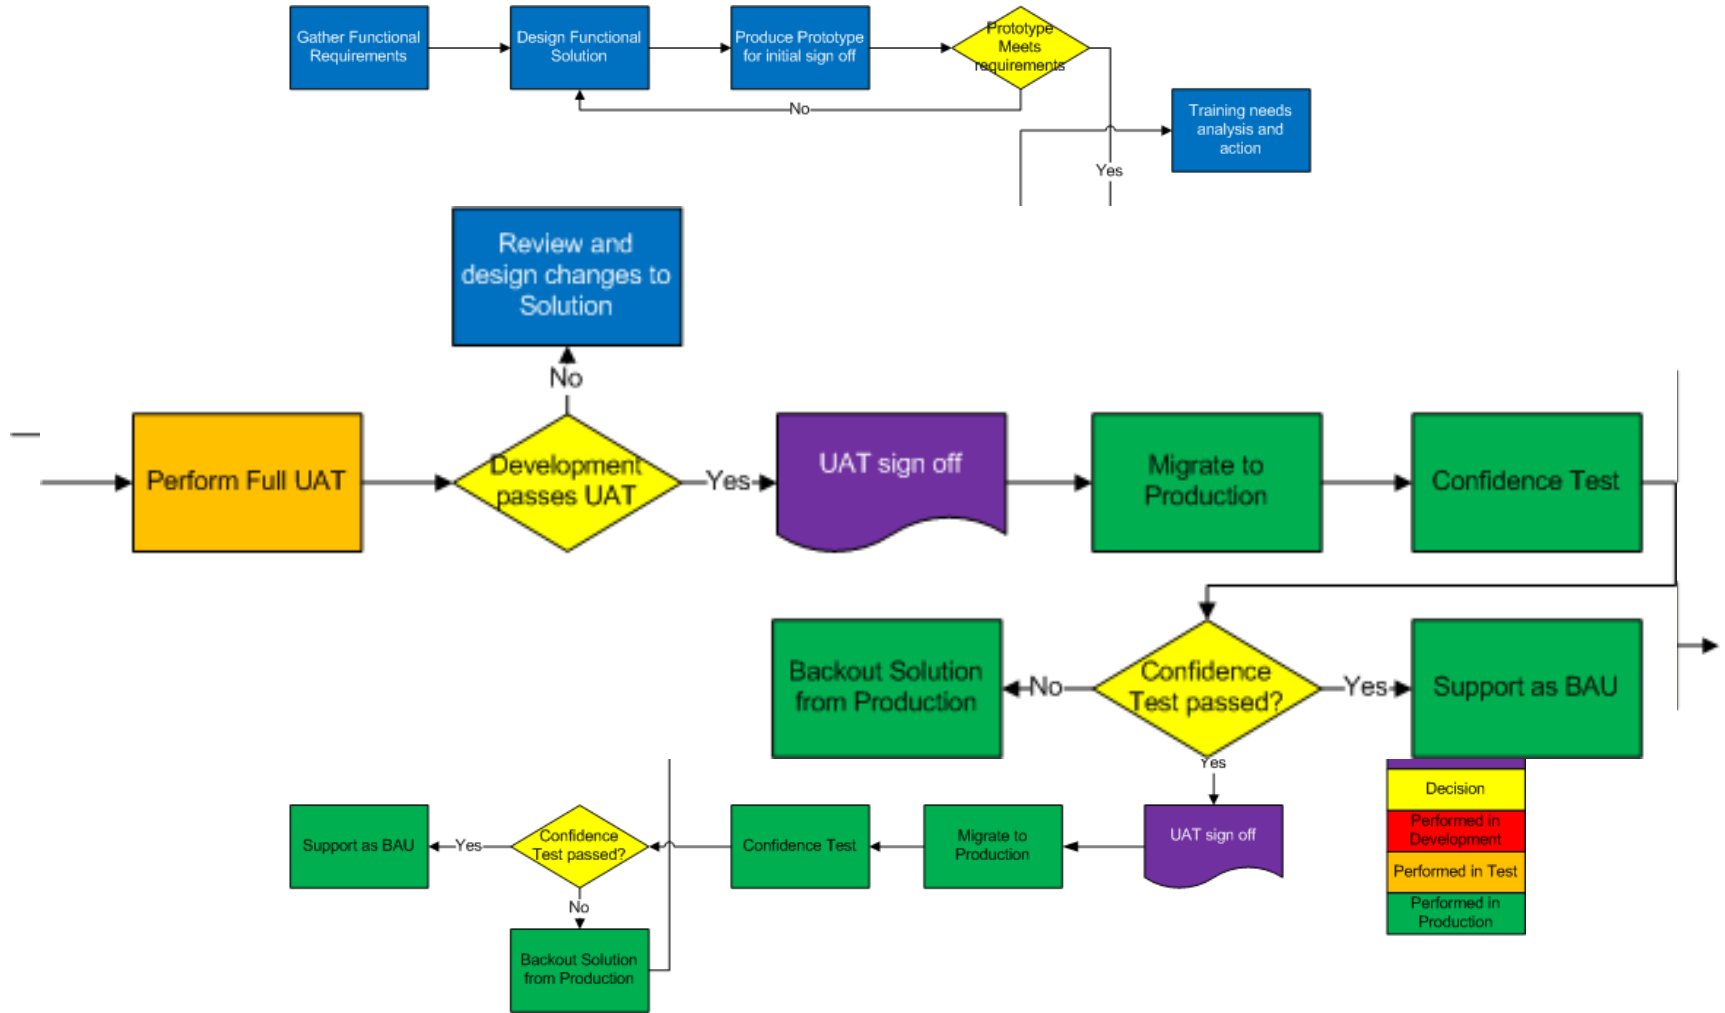 Gather Functional
Requirements
Design Functional
Solution
Produce Prototype
for initial sign off
Prototype
Meets
requirements
No
Training needs
analysis and
action
Yes
Review and
design changes to
Solution
No
Perform Full UAT
Development
passes UAT
Yes
UAT sign off
Migrate to
Production
Confidence Test
Backout Solution
from Production
No
Confidence
Test passed?
Yes
Support as BAU
Yes
Decision
Performed in
Development
Performed in Test
Performed in
Production
Support as BAU
Yes
Confidence
Test passed?
Confidence Test
Migrate to
Production
UAT sign off
No
Backout Solution
from Production